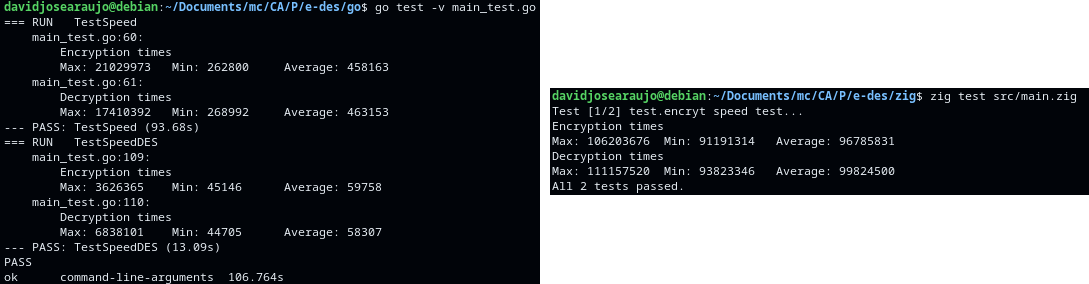 davidjosearaujo@debian:~/Documents/mc/CA/P/e-des/go$ go test -v main_test.go
=== RUN   TestSpeed
    main_test.go:60:
        Encryption times
        Max: 21029973   Min: 262800     Average: 458163
    main_test.go:61:
        Decryption times
        Max: 17410392   Min: 268992     Average: 463153
--- PASS: TestSpeed (93.68s)
=== RUN   TestSpeedDES
    main_test.go:109:
        Encryption times
        Max: 3626365    Min: 45146      Average: 59758
    main_test.go:110:
        Decryption times
        Max: 6838101    Min: 44705      Average: 58307
--- PASS: TestSpeedDES (13.09s)
PASS
ok      command-line-arguments  106.764s
davidjosearaujo@debian:~/Documents/mc/CA/P/e-des/zig$ zig test src/main.zig
Test [1/2] test.encryt speed test...
Encryption times
Max: 106203676  Min: 91191314   Average: 96785831
Decryption times
Max: 111157520  Min: 93823346   Average: 99824500
All 2 tests passed.